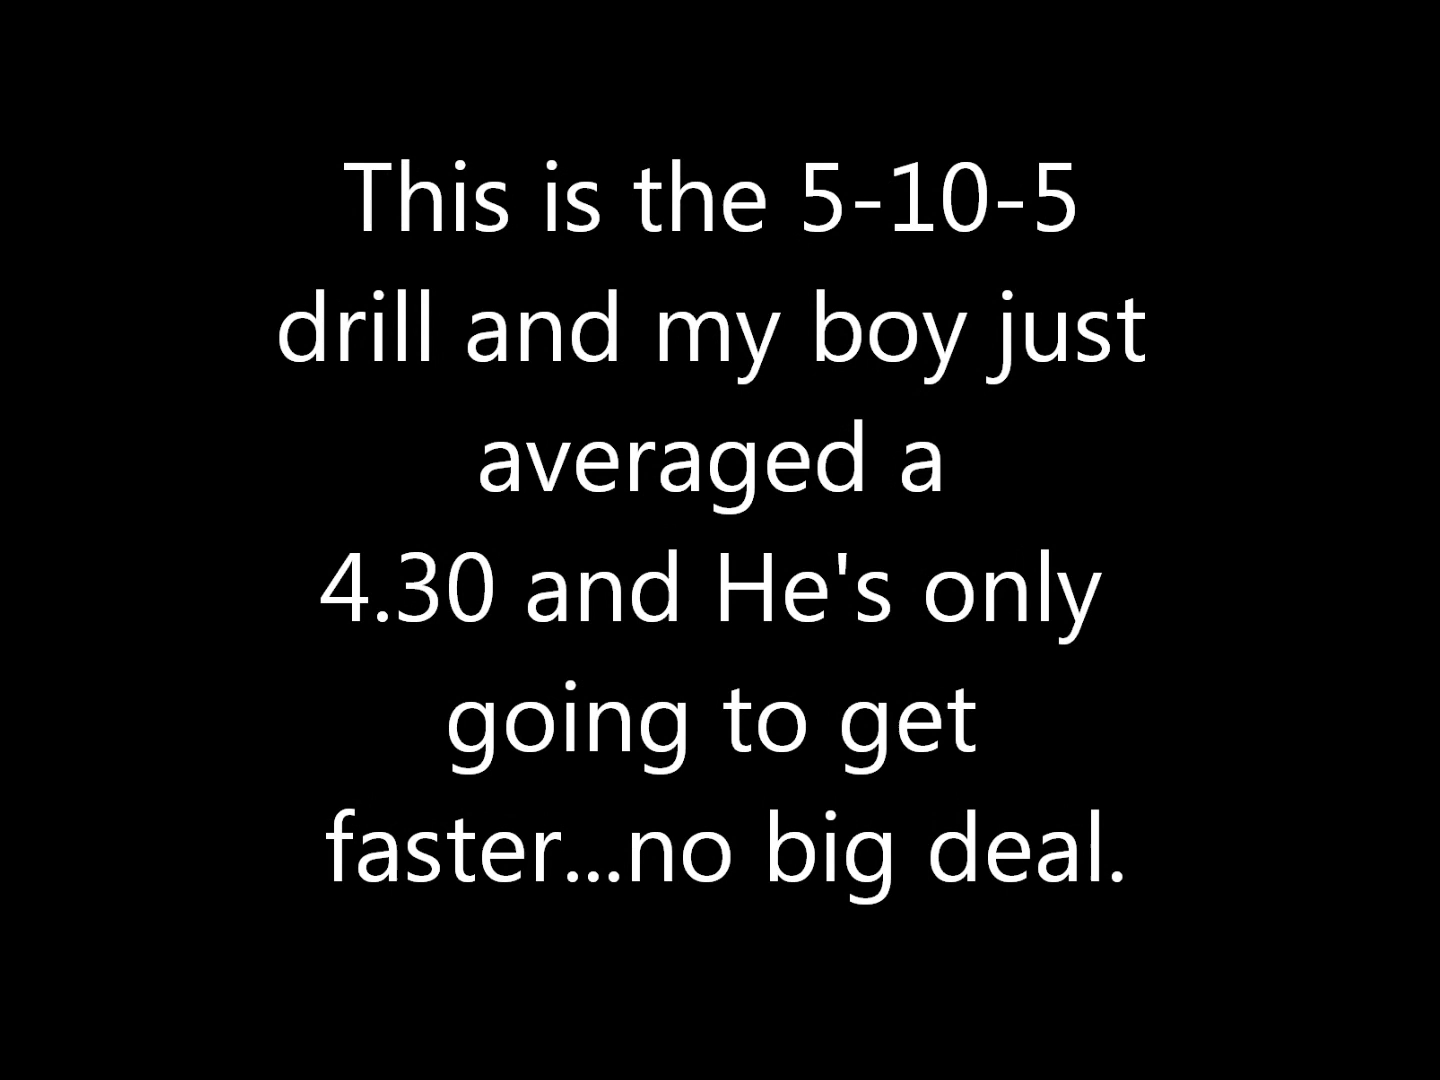 This is the 5-10-5
drill and my boy just
averaged a
4.30 and He's only
going to get
faster...no big deal.